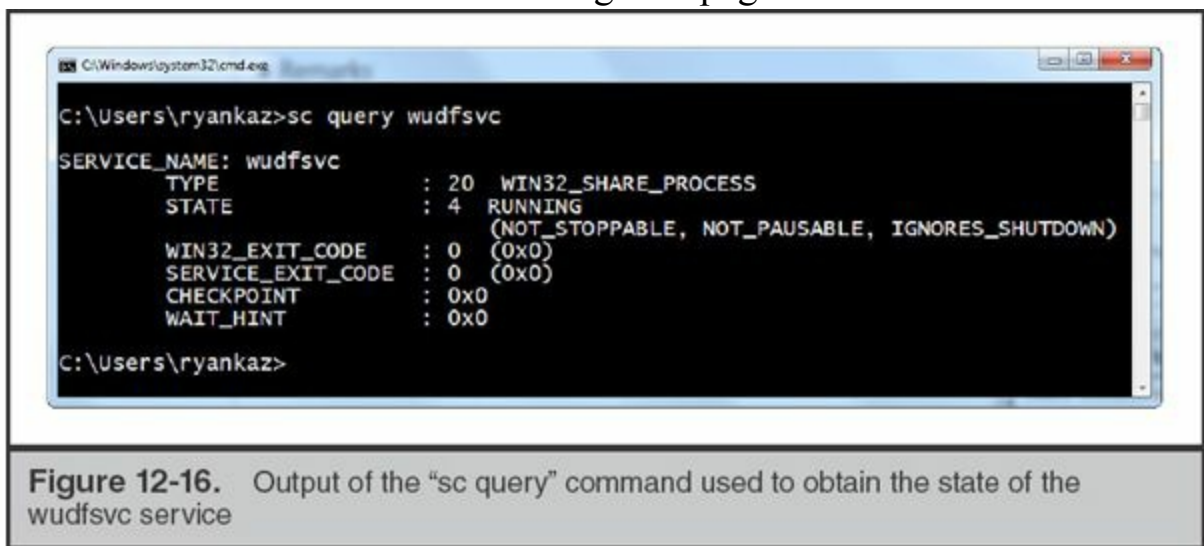 C:\Windows\system32\cmd.exe
C:\Users\ryankaz>sc query wudfsvc
SERVICE_NAME: wudfsvc
TYPE : 20 WIN32_SHARE_PROCESS
STATE : 4 RUNNING
(NOT_STOPPABLE, NOT_PAUSABLE, IGNORES_SHUTDOWN)
WIN32_EXIT_CODE : 0 (0x0)
SERVICE_EXIT_CODE : 0 (0x0)
CHECKPOINT : 0x0
WAIT_HINT : 0x0
C:\Users\ryankaz>
Figure 12-16. Output of the “sc query” command used to obtain the state of the
wudfsvc service